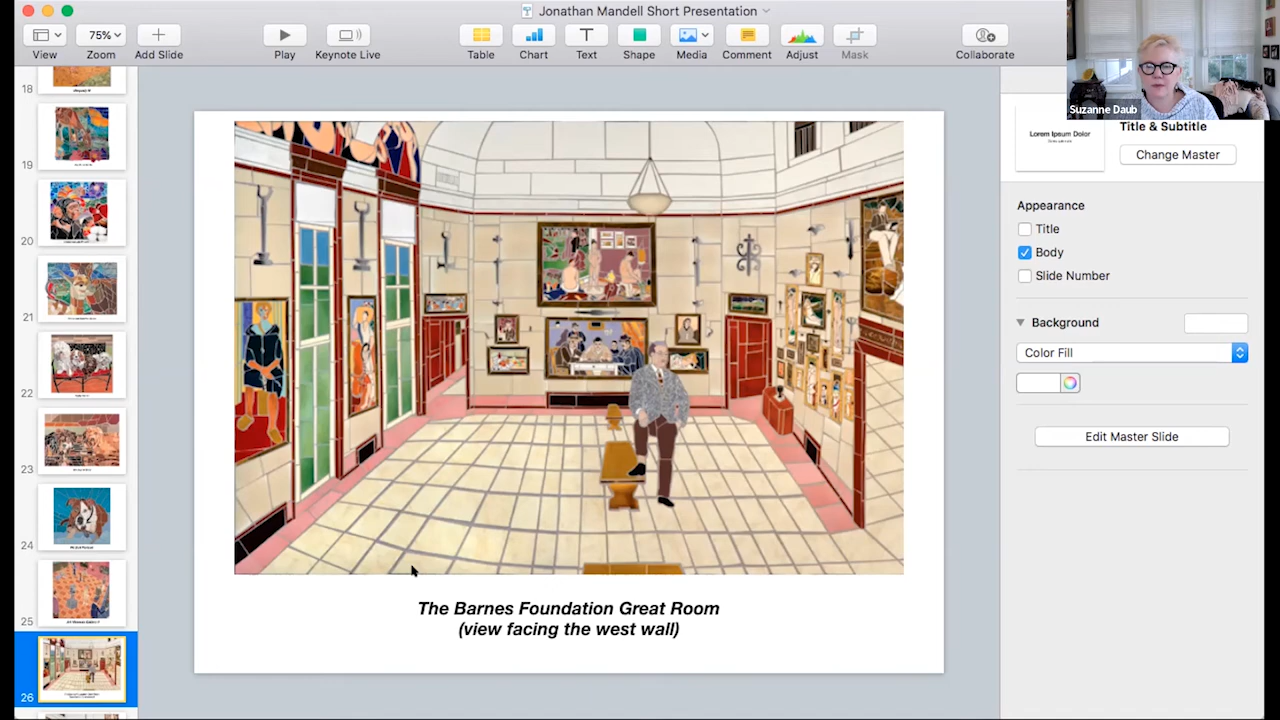 Jonathan Mandell Short Presentation
View
75%
Zoom
Add Slide
Play
Keynote Live
Table
Chart
Text
Shape
Media
Comment
Adjust
Mask
Collaborate
Suzanne Daub
18
19
20
21
22
23
24
25
26
The Barnes Foundation Great Room
(view facing the west wall)
Lorem Ipsum Dolor
Title & Subtitle
Change Master
Appearance
Title
Body
Slide Number
Background
Color Fill
Edit Master Slide